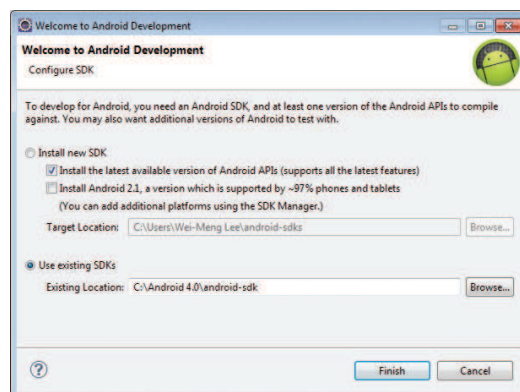 Welcome to Android Development
Welcome to Android Development
Configure SDK
To develop for Android, you need an Android SDK, and at least one version of the Android APIs to compile
against. You may also want additional versions of Android to test with.
Install new SDK
Install the latest available version of Android APIs (supports all the latest features)
Install Android 2.1, a version which is supported by ~97% phones and tablets
(You can add additional platforms using the SDK Manager.)
Target Location: C:\Users\Wei-Meng Lee\android-sdks Browse...
Use existing SDKs
Existing Location: C:\Android 4.0\android-sdk Browse...
? Finish Cancel